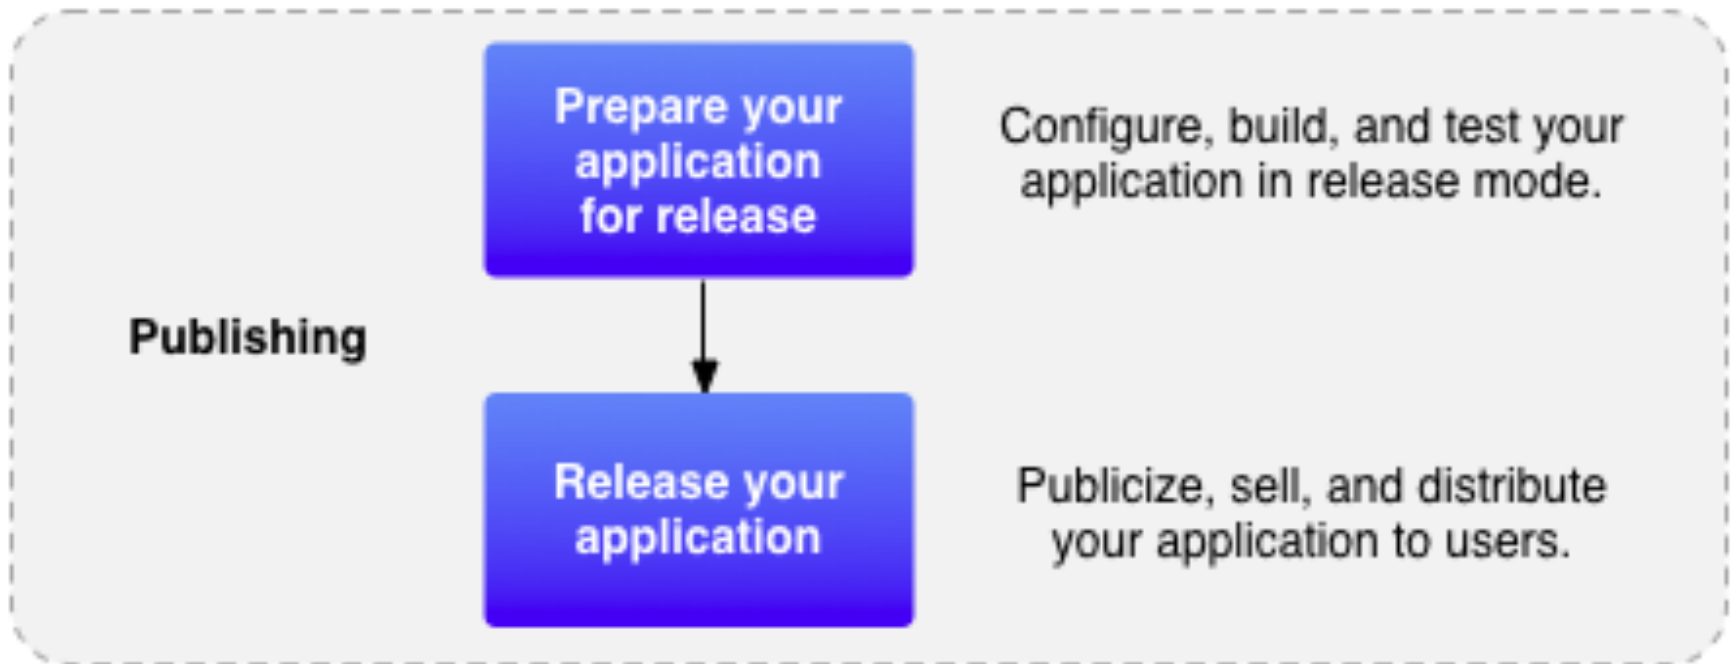 Prepare your
application
for release
Configure, build, and test your
application in release mode.
Publishing
Release your
application
Publicize, sell, and distribute
your application to users.